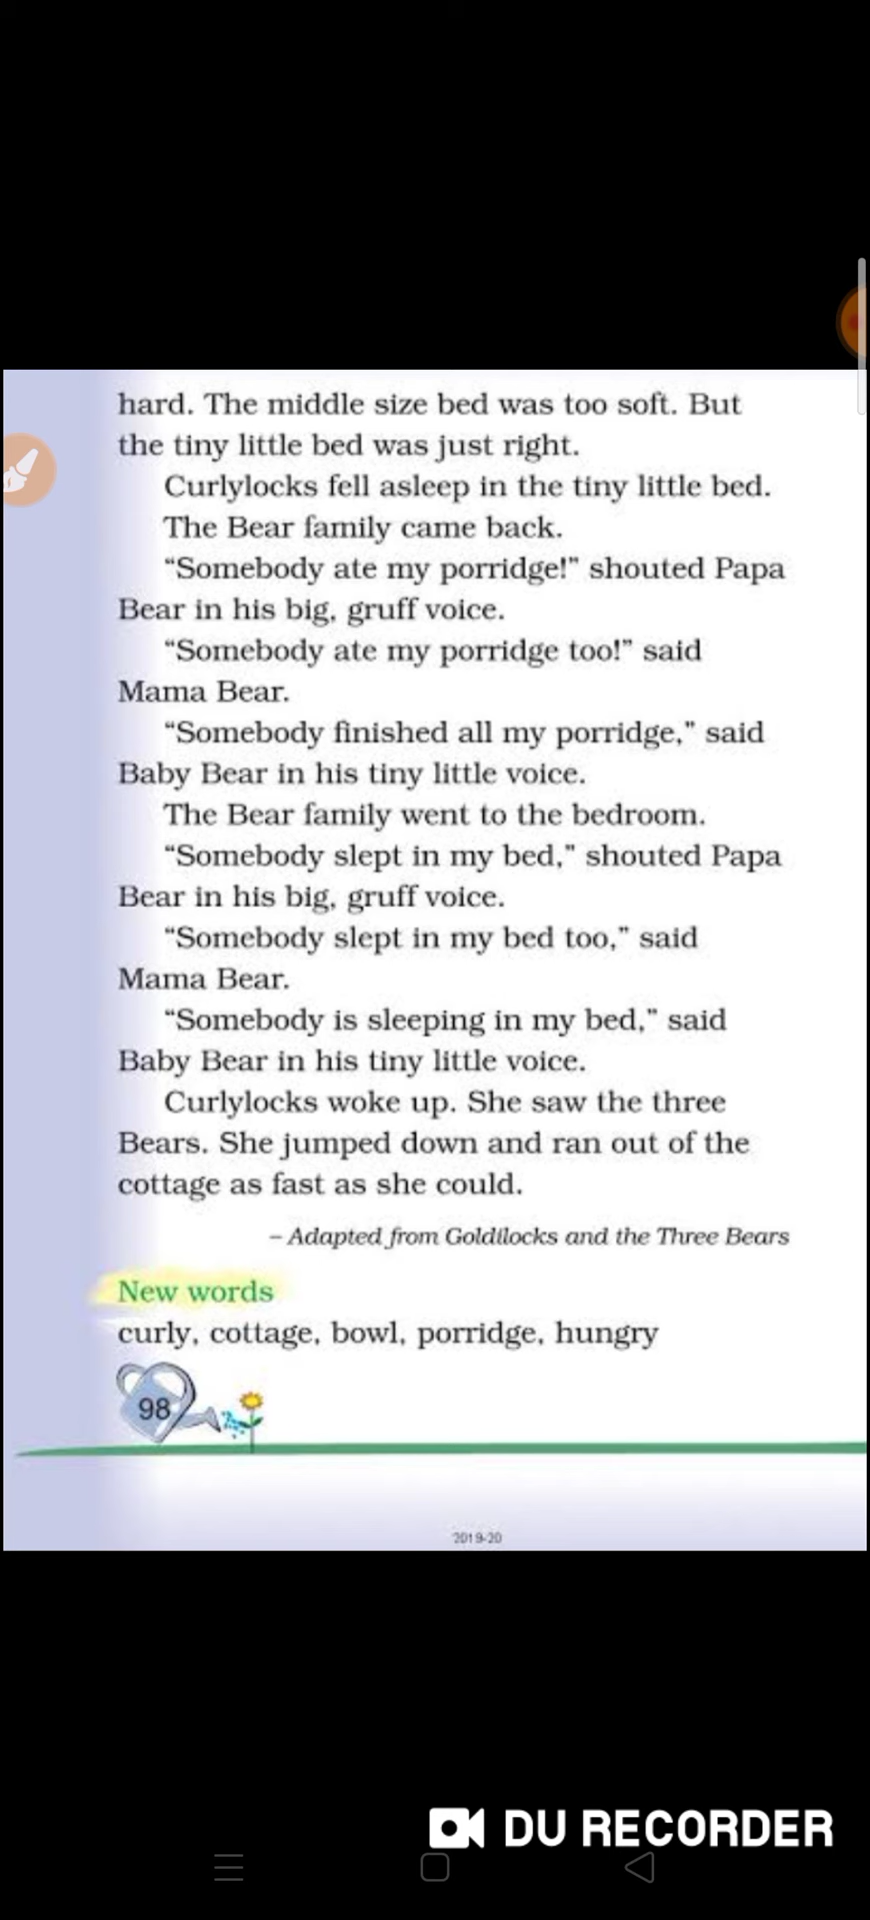 hard. The middle size bed was too soft. But
the tiny little bed was just right.
Curlylocks fell asleep in the tiny little bed.
The Bear family came back.
“Somebody ate my porridge!” shouted Papa
Bear in his big, gruff voice.
“Somebody ate my porridge too!” said
Mama Bear.
“Somebody finished all my porridge,” said
Baby Bear in his tiny little voice.
The Bear family went to the bedroom.
“Somebody slept in my bed,” shouted Papa
Bear in his big, gruff voice.
“Somebody slept in my bed too,” said
Mama Bear.
“Somebody is sleeping in my bed,” said
Baby Bear in his tiny little voice.
Curlylocks woke up. She saw the three
Bears. She jumped down and ran out of the
cottage as fast as she could.
– Adapted from Goldilocks and the Three Bears
New words
curly, cottage, bowl, porridge, hungry
98
2019-20
DU RECORDER